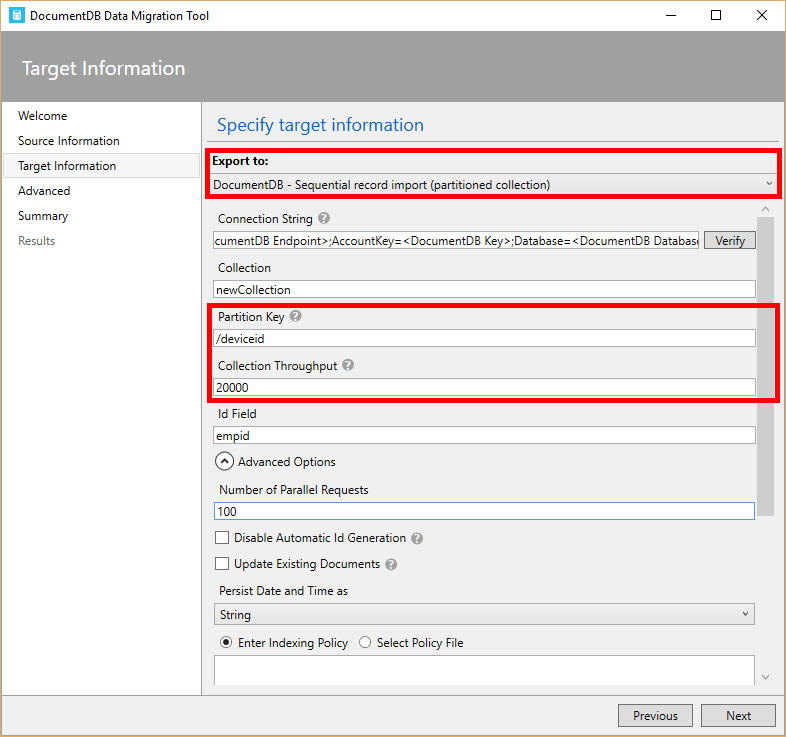 DocumentDB Data Migration Tool
Target Information
Welcome
Source Information
Target Information
Advanced
Summary
Results
Specify target information
Export to:
DocumentDB - Sequential record import (partitioned collection)
Connection String ?
cumentDB Endpoint>;AccountKey=<DocumentDB Key>;Database=<DocumentDB Database Verify
Collection
newCollection
Partition Key ?
/deviceid
Collection Throughput ?
20000
Id Field
empid
Advanced Options
Number of Parallel Requests
100
Disable Automatic Id Generation ?
Update Existing Documents ?
Persist Date and Time as
String
Enter Indexing Policy Select Policy File
Previous Next